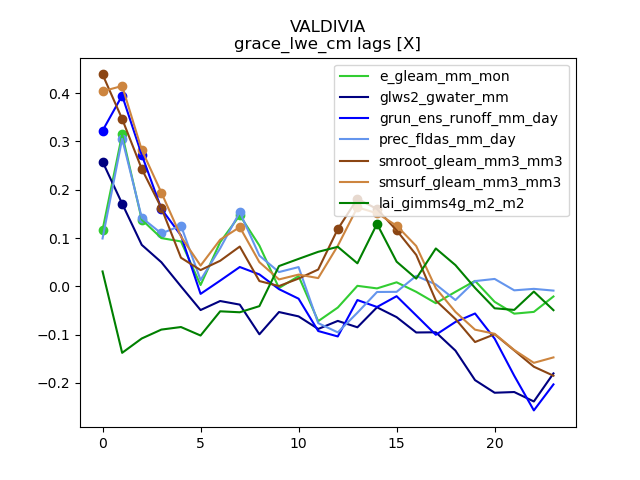 VALDIVIA
grace_lwe_cm lags [X]
e_gleam_mm_mon
glws2_gwater_mm
grun_ens_runoff_mm_day
prec_fldas_mm_day
smroot_gleam_mm3_mm3
smsurf_gleam_mm3_mm3
lai_gimms4g_m2_m2
0.4
0.3
0.2
0.1
0.0
−0.1
−0.2
0 5 10 15 20